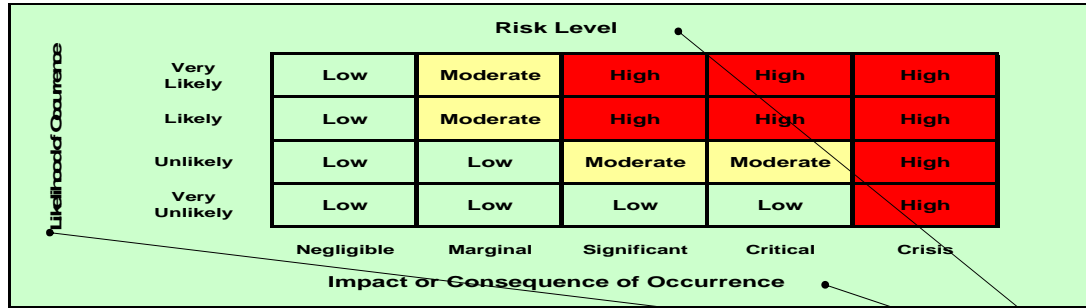 Risk Level
Likelihood of Occurrence
Very
Likely
Low Moderate High High High
Likely Low Moderate High High High
Unlikely Low Low Moderate Moderate High
Very
Unlikely
Low Low Low Low High
Negligible Marginal Significant Critical Crisis
Impact or Consequence of Occurrence